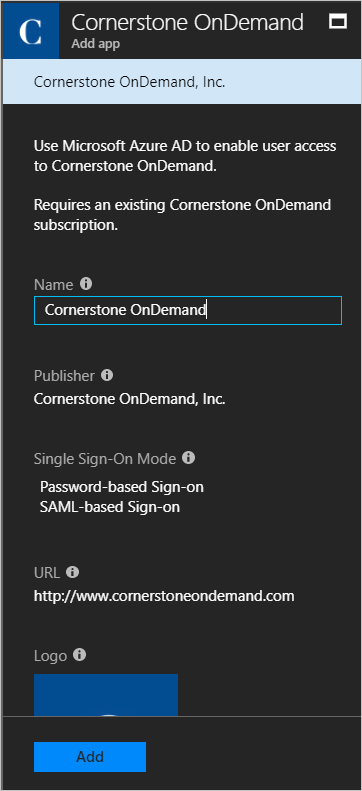 C
Cornerstone OnDemand
Add app
Cornerstone OnDemand, Inc.
Use Microsoft Azure AD to enable user access
to Cornerstone OnDemand.
Requires an existing Cornerstone OnDemand
subscription.
Name
Cornerstone OnDemand
Publisher
Cornerstone OnDemand, Inc.
Single Sign-On Mode
Password-based Sign-on
SAML-based Sign-on
URL
http://www.cornerstoneondemand.com
Logo
Add